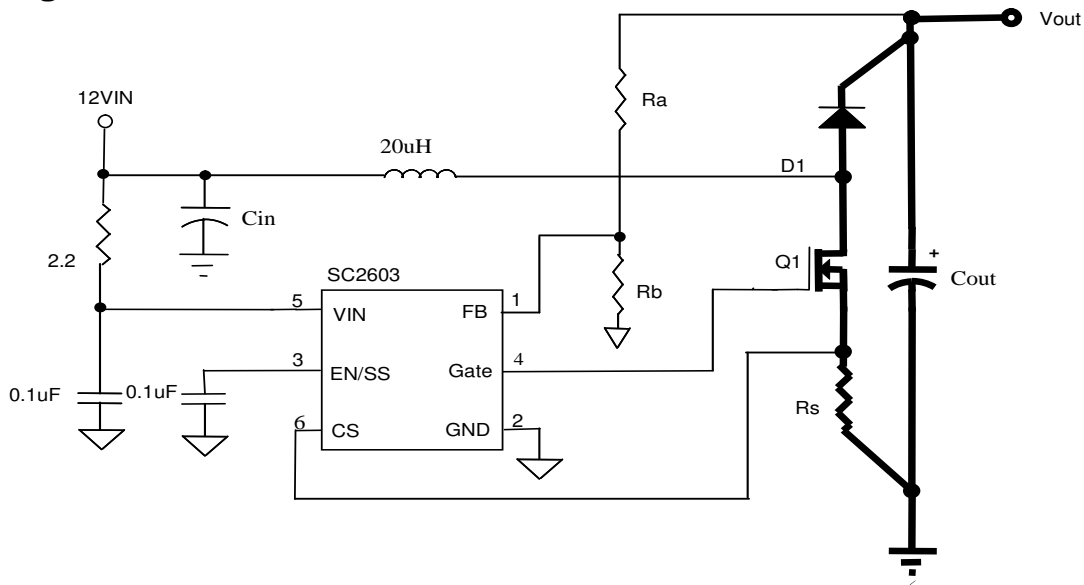 Vout
Ra
12VIN
20uH
D1
Cin
2.2
SC2603
Q1
+
Cout
Rb
5 VIN
FB 1
3 EN/SS
Gate 4
0.1uF
0.1uF
Rs
6 CS
GND 2